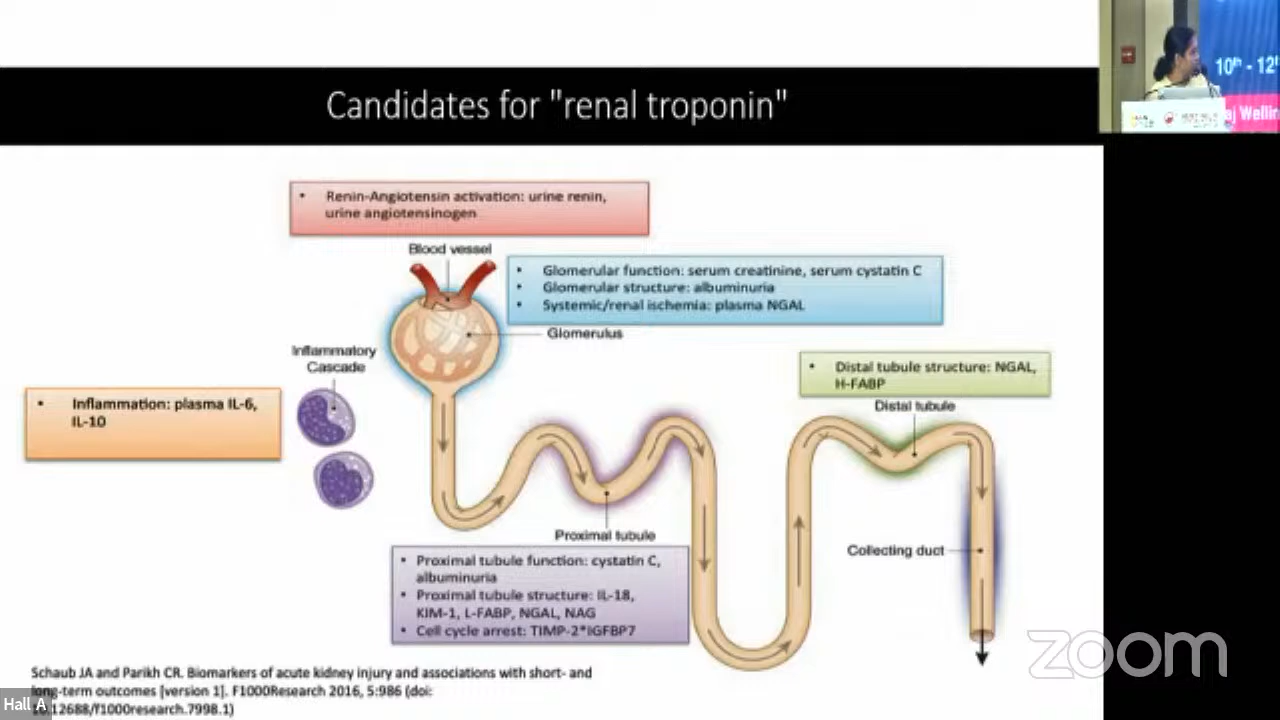 Candidates for "renal troponin"
10th - 12th
aj Wellin
• Renin-Angiotensin activation: urine renin,
urine angiotensinogen
Blood vessel
• Glomerular function: serum creatinine, serum cystatin C
• Glomerular structure: albuminuria
• Systemic/renal ischemia: plasma NGAL
Glomerulus
Inflammatory
Cascade
• Inflammation: plasma IL-6,
IL-10
• Distal tubule structure: NGAL,
H-FABP
Distal tubule
Proximal tubule
• Proximal tubule function: cystatin C,
albuminuria
• Proximal tubule structure: IL-18,
KIM-1, L-FABP, NGAL, NAG
• Cell cycle arrest: TIMP-2*IGFBP7
Collecting duct
zoom
Schaub JA and Parikh CR. Biomarkers of acute kidney injury and associations with short- and
long-term outcomes [version 1]. F1000Research 2016, 5:986 (doi:
10.12688/f1000research.7998.1)
Hall A